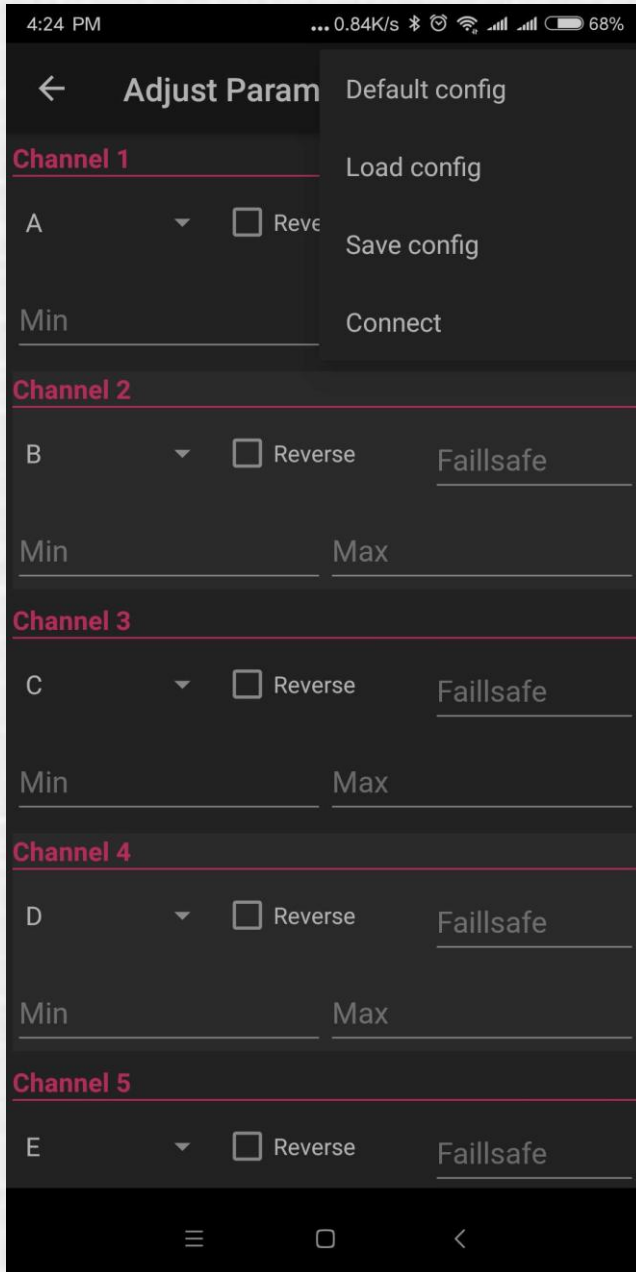 4:24 PM ... 0.84K/s 68%
Adjust Param
Default config
Load config
Save config
Connect
Channel 1
A Reve
Min
Channel 2
B Reverse Faillsafe
Min Max
Channel 3
C Reverse Faillsafe
Min Max
Channel 4
D Reverse Faillsafe
Min Max
Channel 5
E Reverse Faillsafe